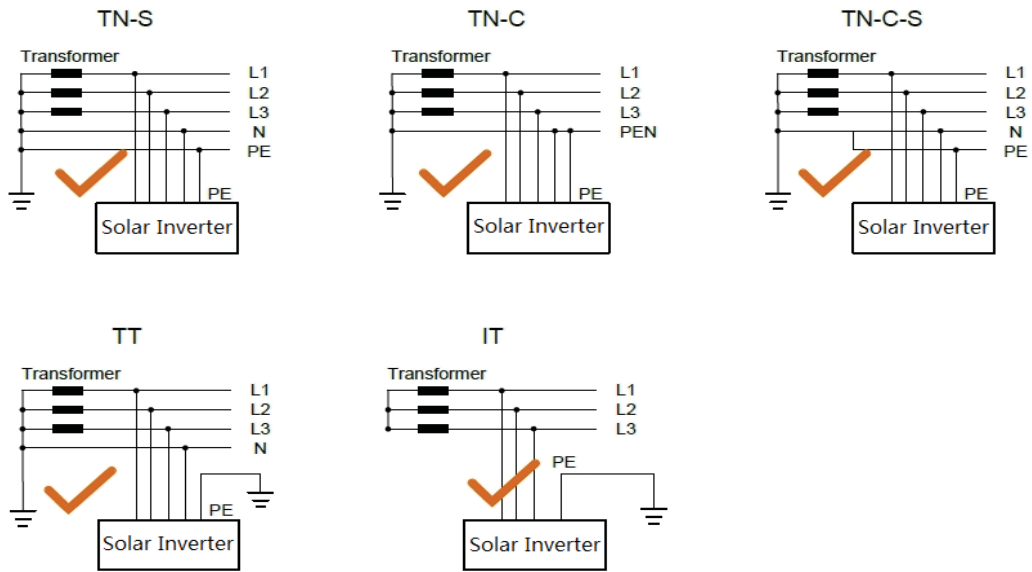 TN-S
Transformer
L1
L2
L3
N
PE
PE
Solar Inverter
TN-C
Transformer
L1
L2
L3
PEN
PE
Solar Inverter
TN-C-S
Transformer
L1
L2
L3
N
PE
PE
Solar Inverter
TT
Transformer
L1
L2
L3
N
PE
Solar Inverter
IT
Transformer
L1
L2
L3
PE
Solar Inverter